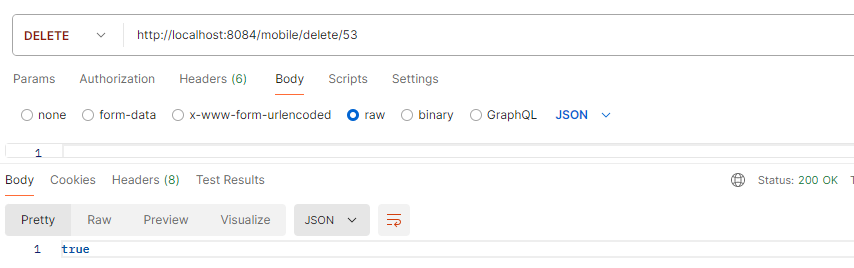 DELETE http://localhost:8084/mobile/delete/53
Params Authorization Headers (6) Body Scripts Settings
none form-data x-www-form-urlencoded raw binary GraphQL JSON
1
Body Cookies Headers (8) Test Results Status: 200 OK T
Pretty Raw Preview Visualize JSON
1 true